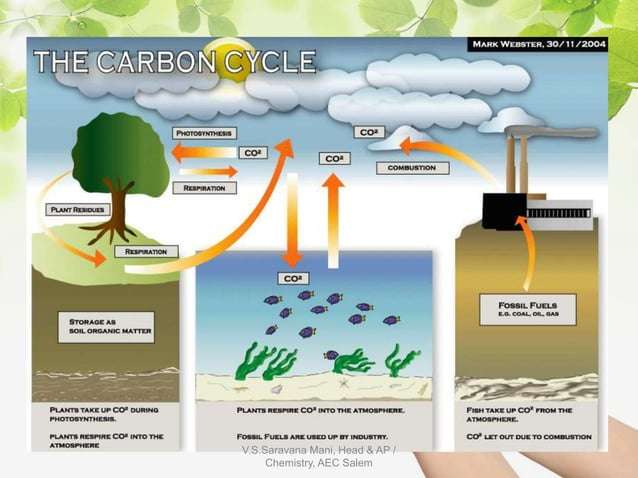 THE CARBON CYCLE
MARK WEBSTER, 30/11/2004
PHOTOSYNTHESIS
CO²
RESPIRATION
CO²
CO²
COMBUSTION
PLANT RESIDUES
RESPIRATION
CO²
STORAGE AS
SOIL ORGANIC MATTER
FOSSIL FUELS
E.G. COAL, OIL, GAS
PLANTS TAKE UP CO² DURING
PHOTOSYNTHESIS.
PLANTS RESPIRE CO² INTO THE
ATMOSPHERE
PLANTS RESPIRE CO² INTO THE ATMOSPHERE.
FOSSIL FUELS ARE USED UP BY INDUSTRY.
FISH TAKE UP CO² FROM THE
ATMOSPHERE.
CO² LET OUT DUE TO COMBUSTION
V.S.Saravana Mani, Head & AP /
Chemistry, AEC Salem